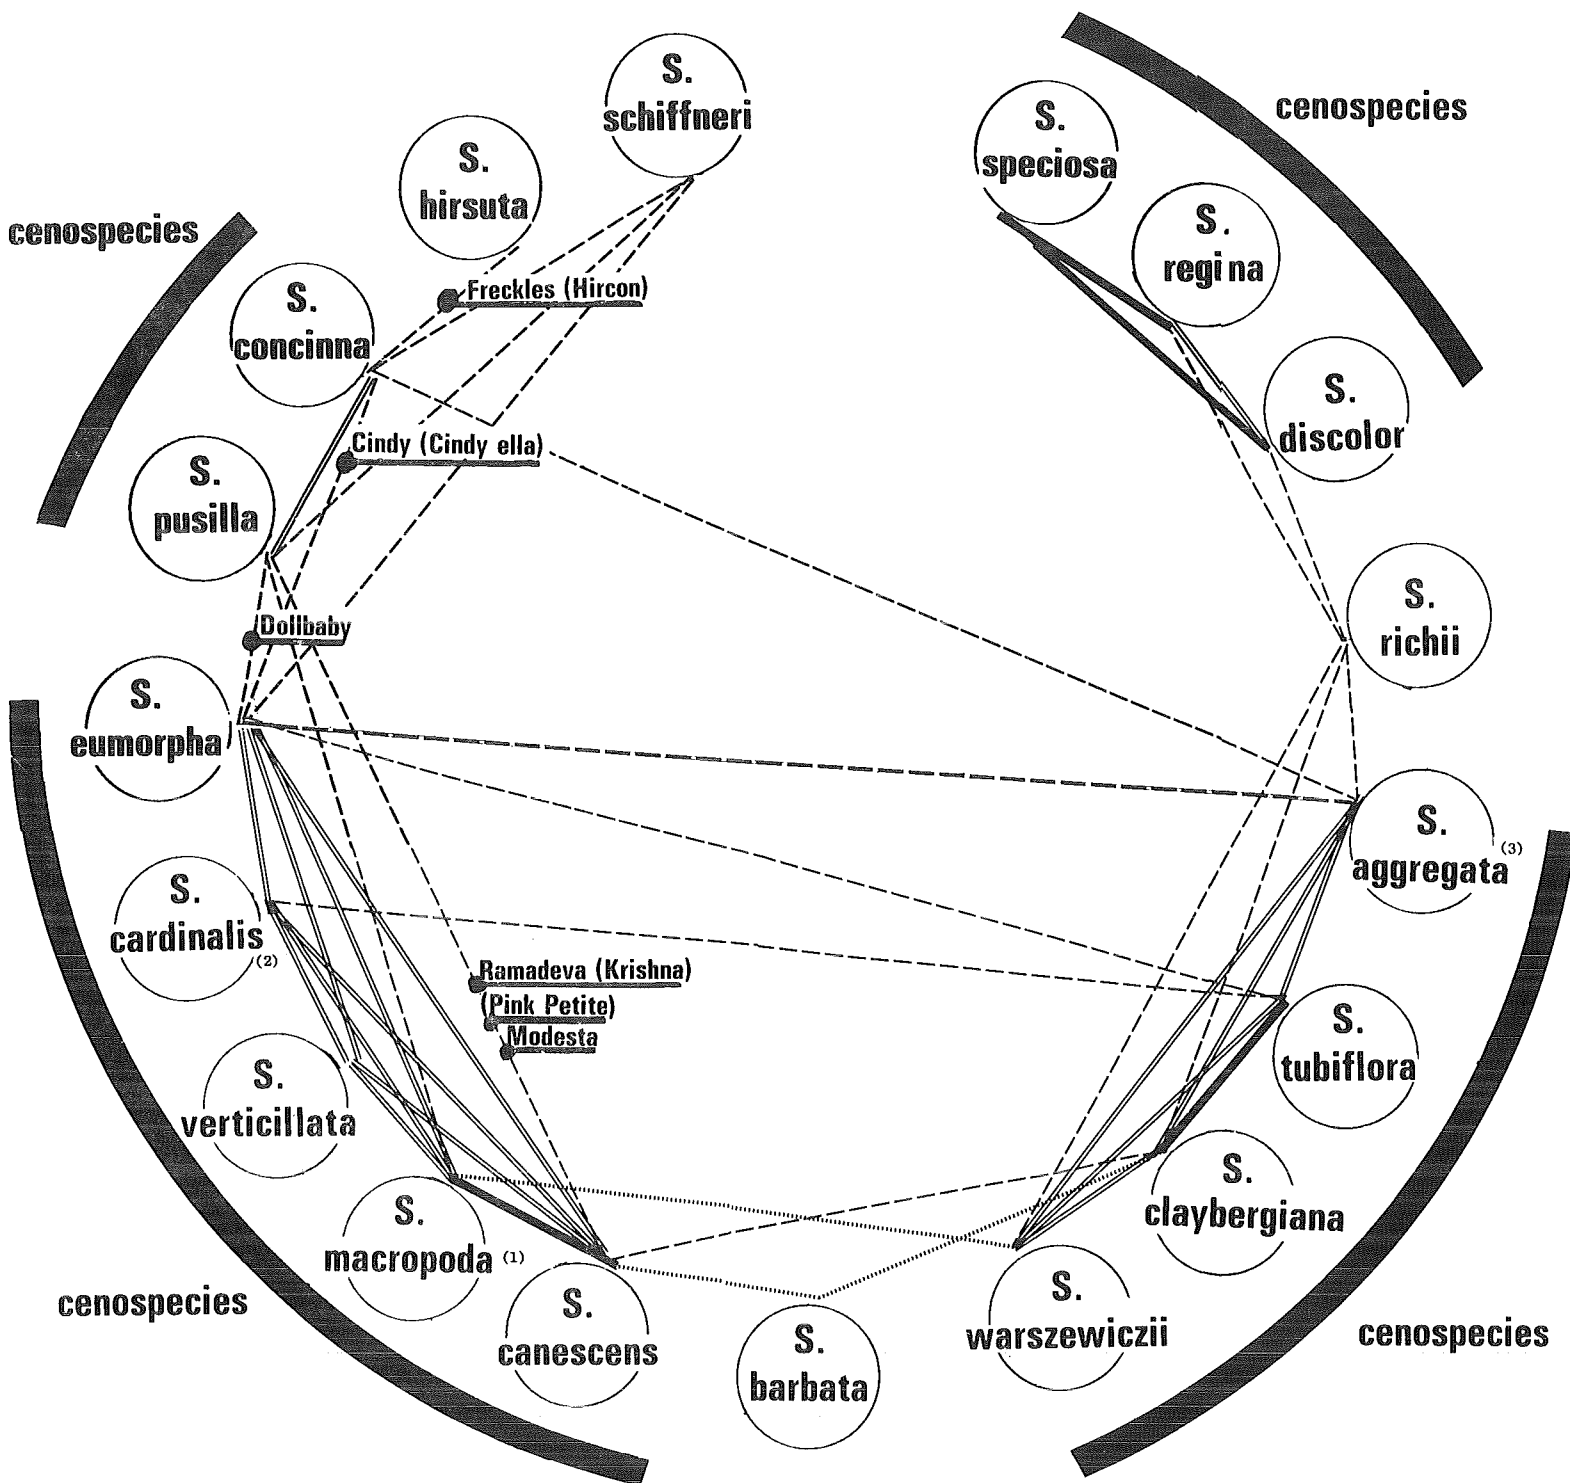 S.
schiffneri
S.
hirsuta
cenospecies
S.
speciosa
S.
regina
cenospecies
S.
concinna
Freckles (Hircon)
S.
discolor
Cindy (Cindy ella)
S.
pusilla
S.
richii
Dollbaby
S.
eumorpha
S.
aggregata (3)
S.
cardinalis (2)
Ramadeva (Krishna)
(Pink Petite)
Modesta
S.
tubiflora
S.
verticillata
S.
claybergiana
S.
macropoda (1)
S.
canescens
S.
warszewiczii
S.
barbata
cenospecies
cenospecies